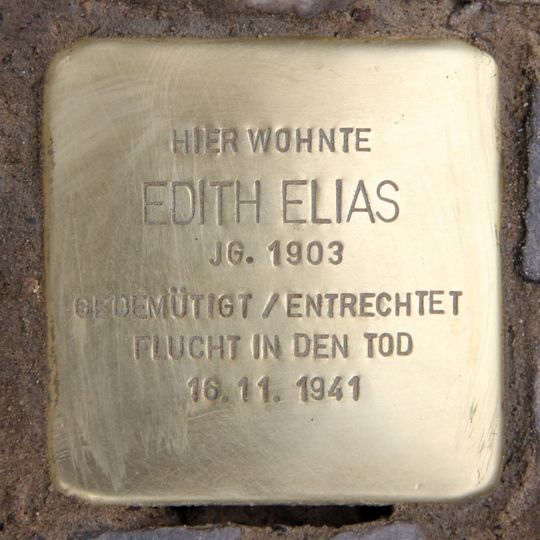 HIER WOHNTE
EDITH ELIAS
JG. 1903
GEDEMÜTIGT / ENTRECHTET
FLUCHT IN DEN TOD
16.11. 1941